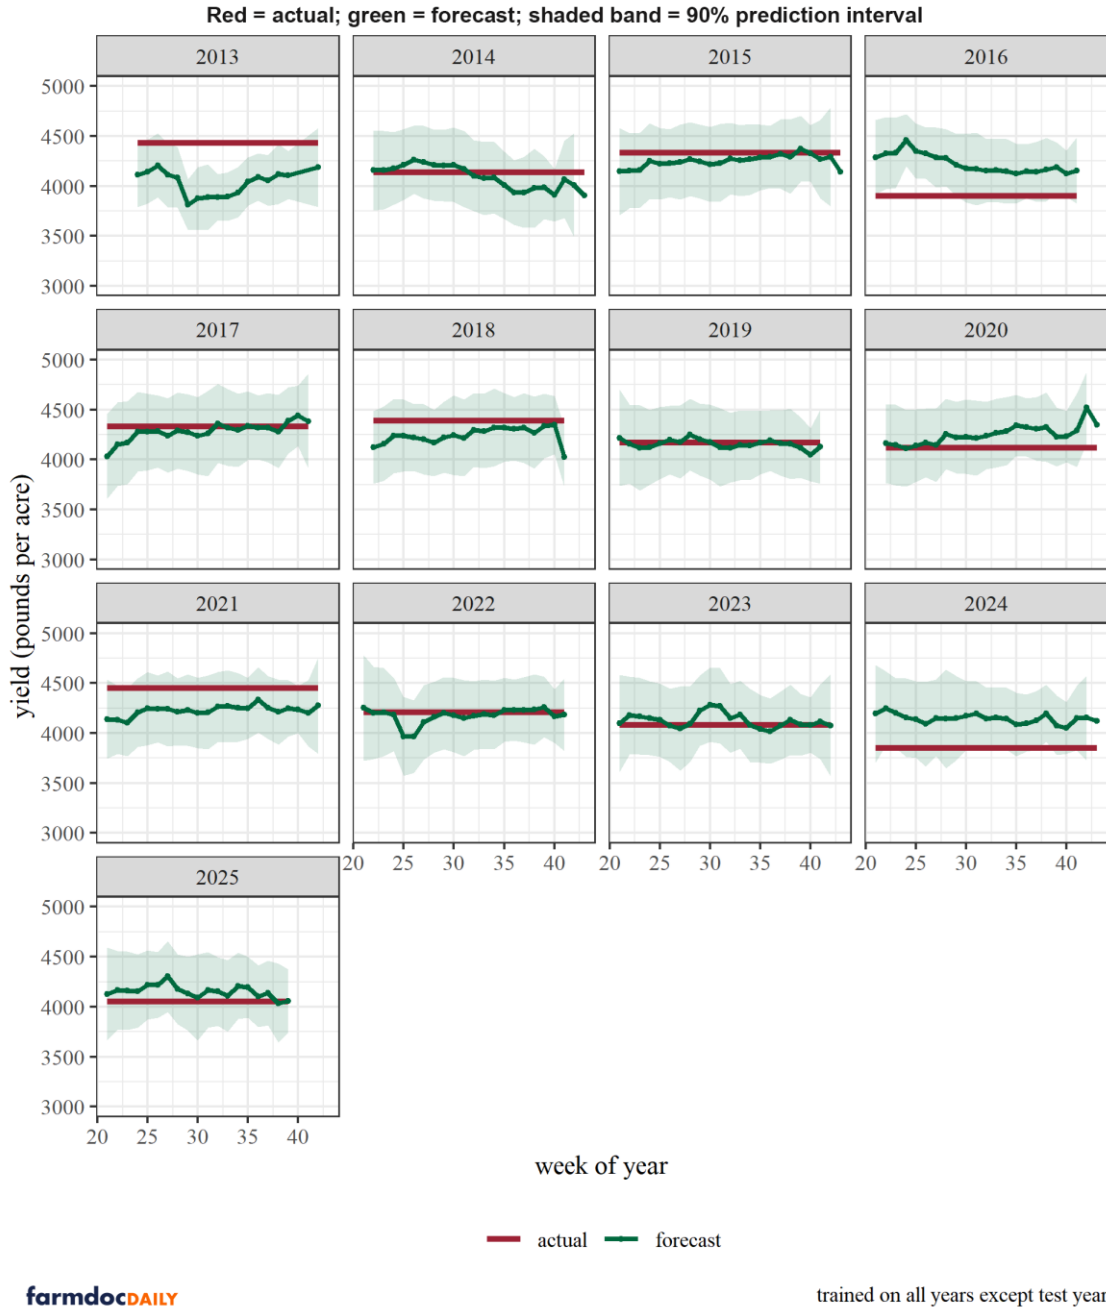 Red = actual; green = forecast; shaded band = 90% prediction interval
2013 2014 2015 2016
5000
4500
4000
3500
3000
2017 2018 2019 2020
5000
4500
4000
3500
3000
yield (pounds per acre)
2021 2022 2023 2024
5000
4500
4000
3500
3000
20 25 30 35 40 20 25 30 35 40 20 25 30 35 40
2025
5000
4500
4000
3500
3000
20 25 30 35 40
week of year
actual forecast
farmdocDAILY
trained on all years except test year